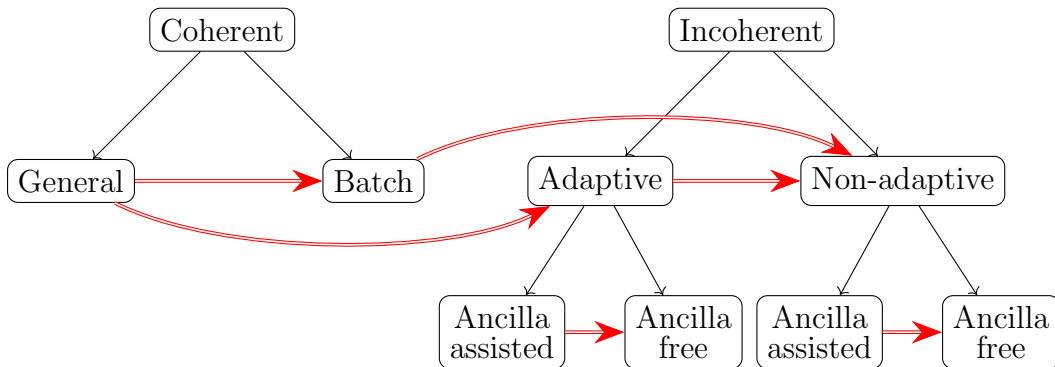 Coherent
Incoherent
General
Batch
Adaptive
Non-adaptive
Ancilla
assisted
Ancilla
free
Ancilla
assisted
Ancilla
free